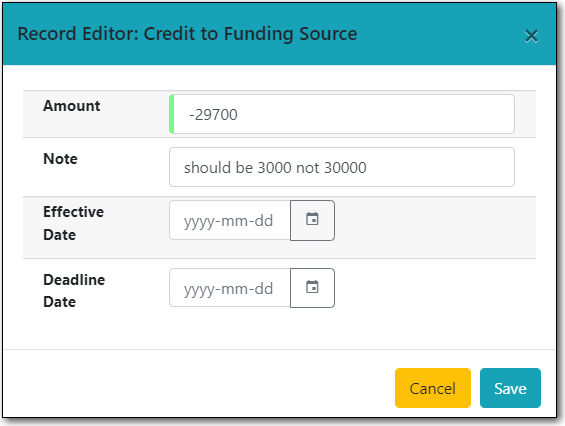 Record Editor: Credit to Funding Source ×
Amount -29700
Note should be 3000 not 30000
Effective
Date
yyyy-mm-dd
Deadline
Date
yyyy-mm-dd
Cancel Save